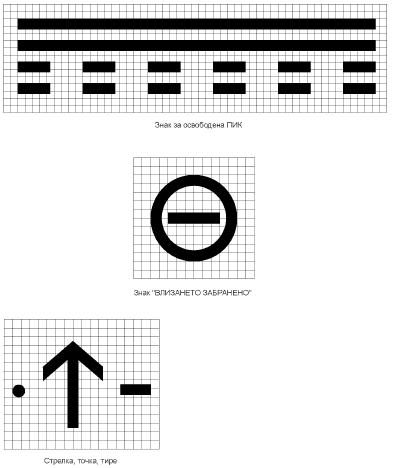 Знак за освободена ПИК
Знак "ВЛИЗАНЕТО ЗАБРАНЕНО"
Стрелка, точка, тире